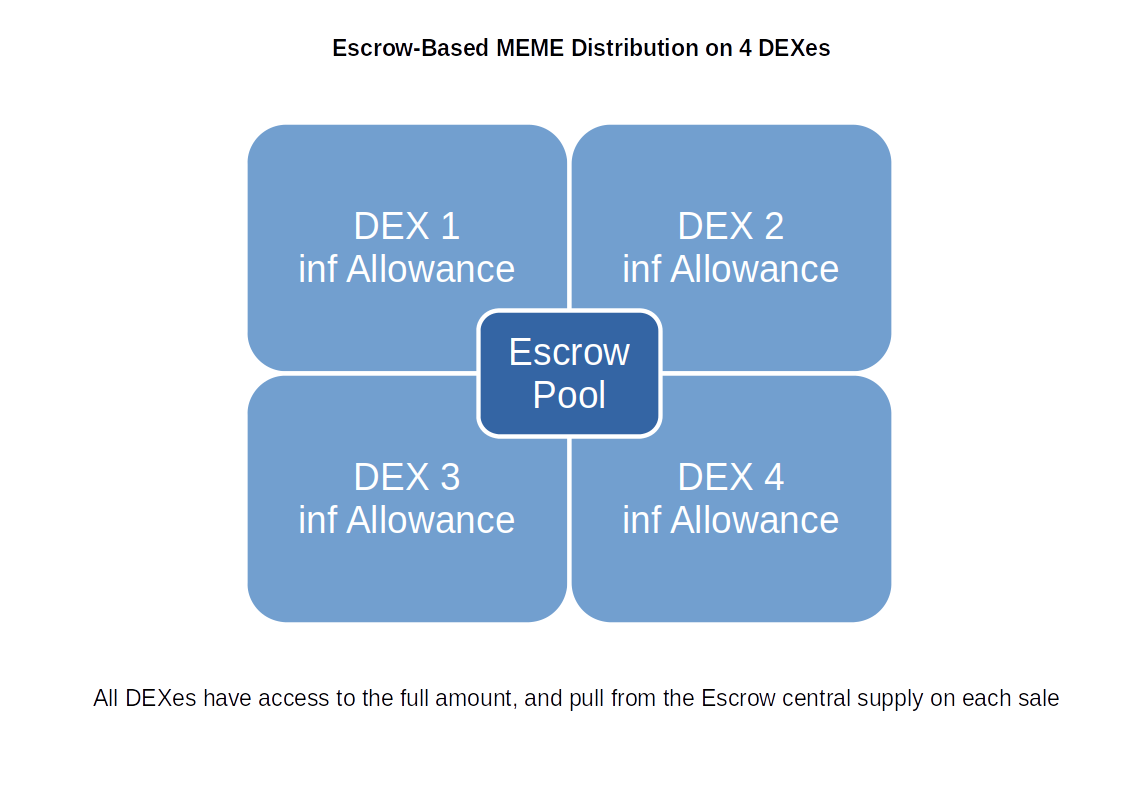 Escrow-Based MEME Distribution on 4 DEXes
DEX 1
inf Allowance
DEX 2
inf Allowance
Escrow
Pool
DEX 3
inf Allowance
DEX 4
inf Allowance
All DEXes have access to the full amount, and pull from the Escrow central supply on each sale